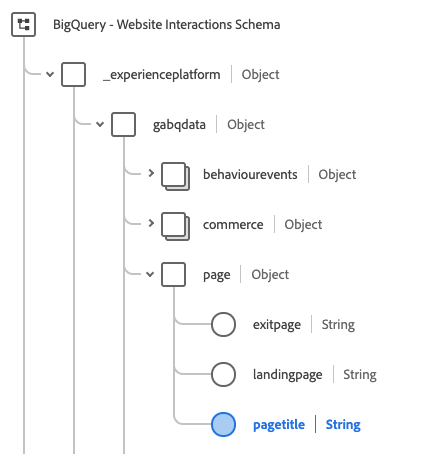 BigQuery - Website Interactions Schema
_experienceplatform Object
gabqdata Object
behaviourevents Object
commerce Object
page Object
exitpage String
landingpage String
pagetitle String